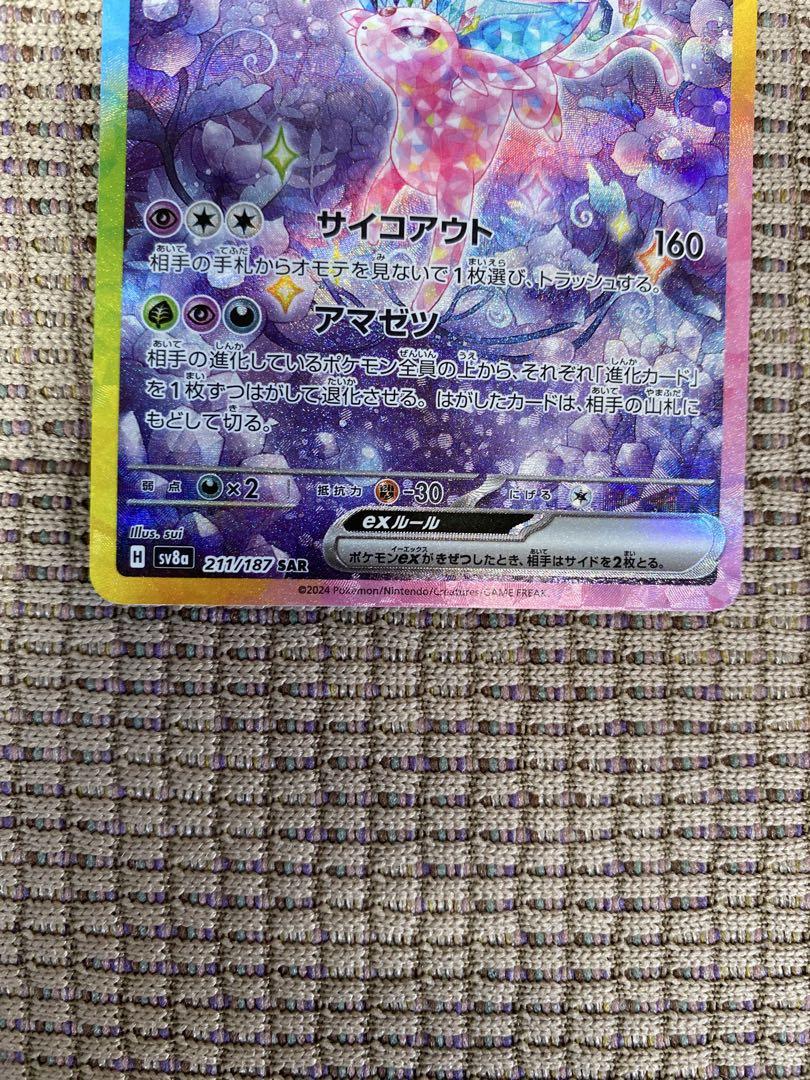 サイコアウト 160
相手の手札からオモテを見ないで1枚選び、トラッシュする。
アマゼツ
相手の進化しているポケモン全員の上から、それぞれ「進化カード」
を1枚ずつはがして退化させる。はがしたカードは、相手の山札に
もどして切る。
弱点 ×2 抵抗力 -30 にげる
Illus. sui
exルール
H sv8a 211/187 SAR
ポケモンexがきぜつしたとき、相手はサイドを2枚とる。
©2024 Pokémon/Nintendo/Creatures/GAME FREAK.